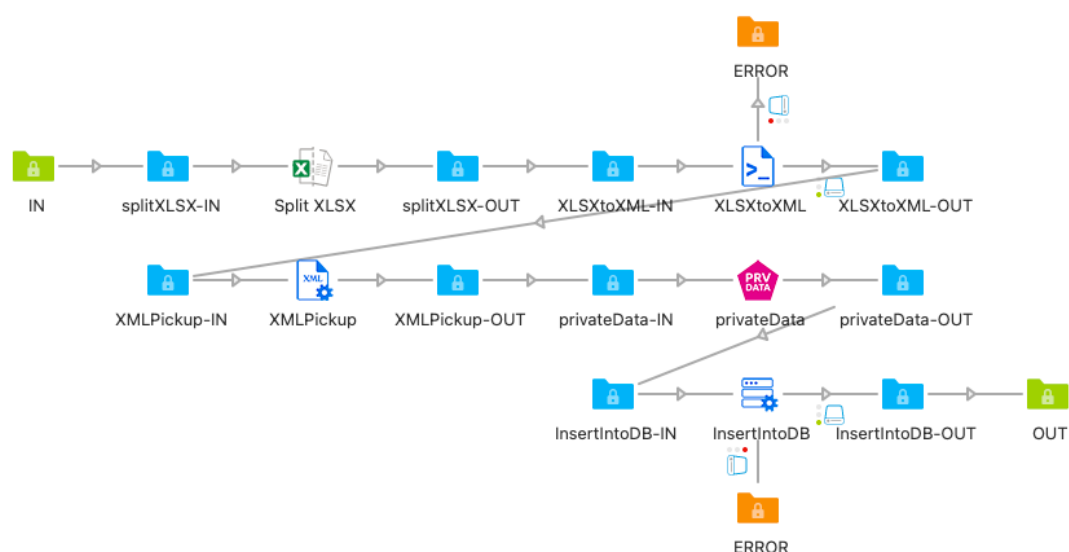 ERROR
IN
splitXLSX-IN
Split XLSX
splitXLSX-OUT
XLSXtoXML-IN
XLSXtoXML
XLSXtoXML-OUT
XMLPickup-IN
XML
XMLPickup
XMLPickup-OUT
privateData-IN
PRV
DATA
privateData
privateData-OUT
InsertIntoDB-IN
InsertIntoDB
InsertIntoDB-OUT
OUT
ERROR